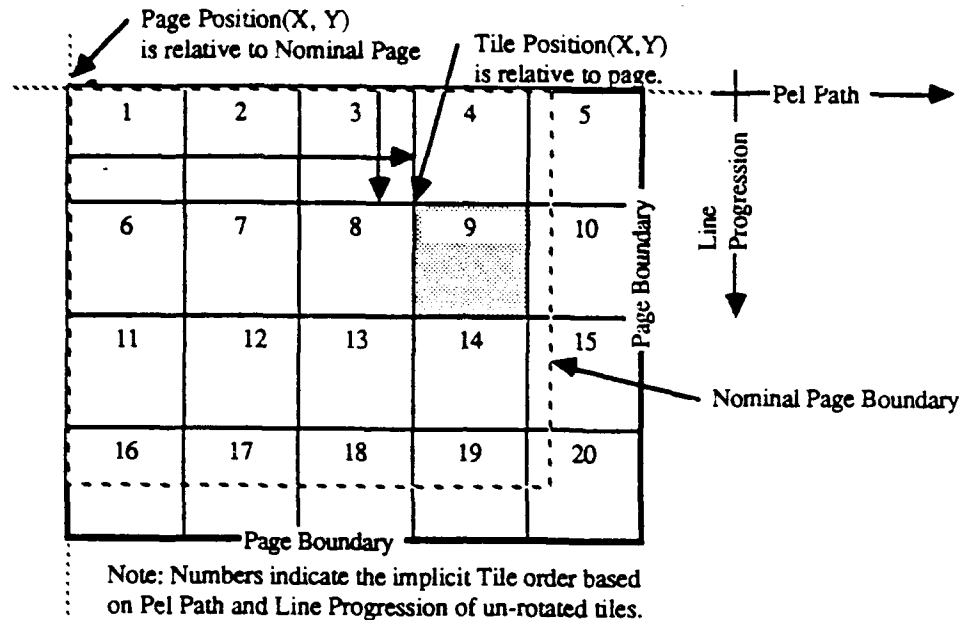 Page Position(X, Y)
is relative to Nominal Page
Tile Position(X,Y)
is relative to page.
Pel Path
1 2 3 4 5
Line
Progression
6 7 8 9 10
Page Boundary
11 12 13 14 15
Nominal Page Boundary
16 17 18 19 20
Page Boundary
Note: Numbers indicate the implicit Tile order based
on Pel Path and Line Progression of un-rotated tiles.